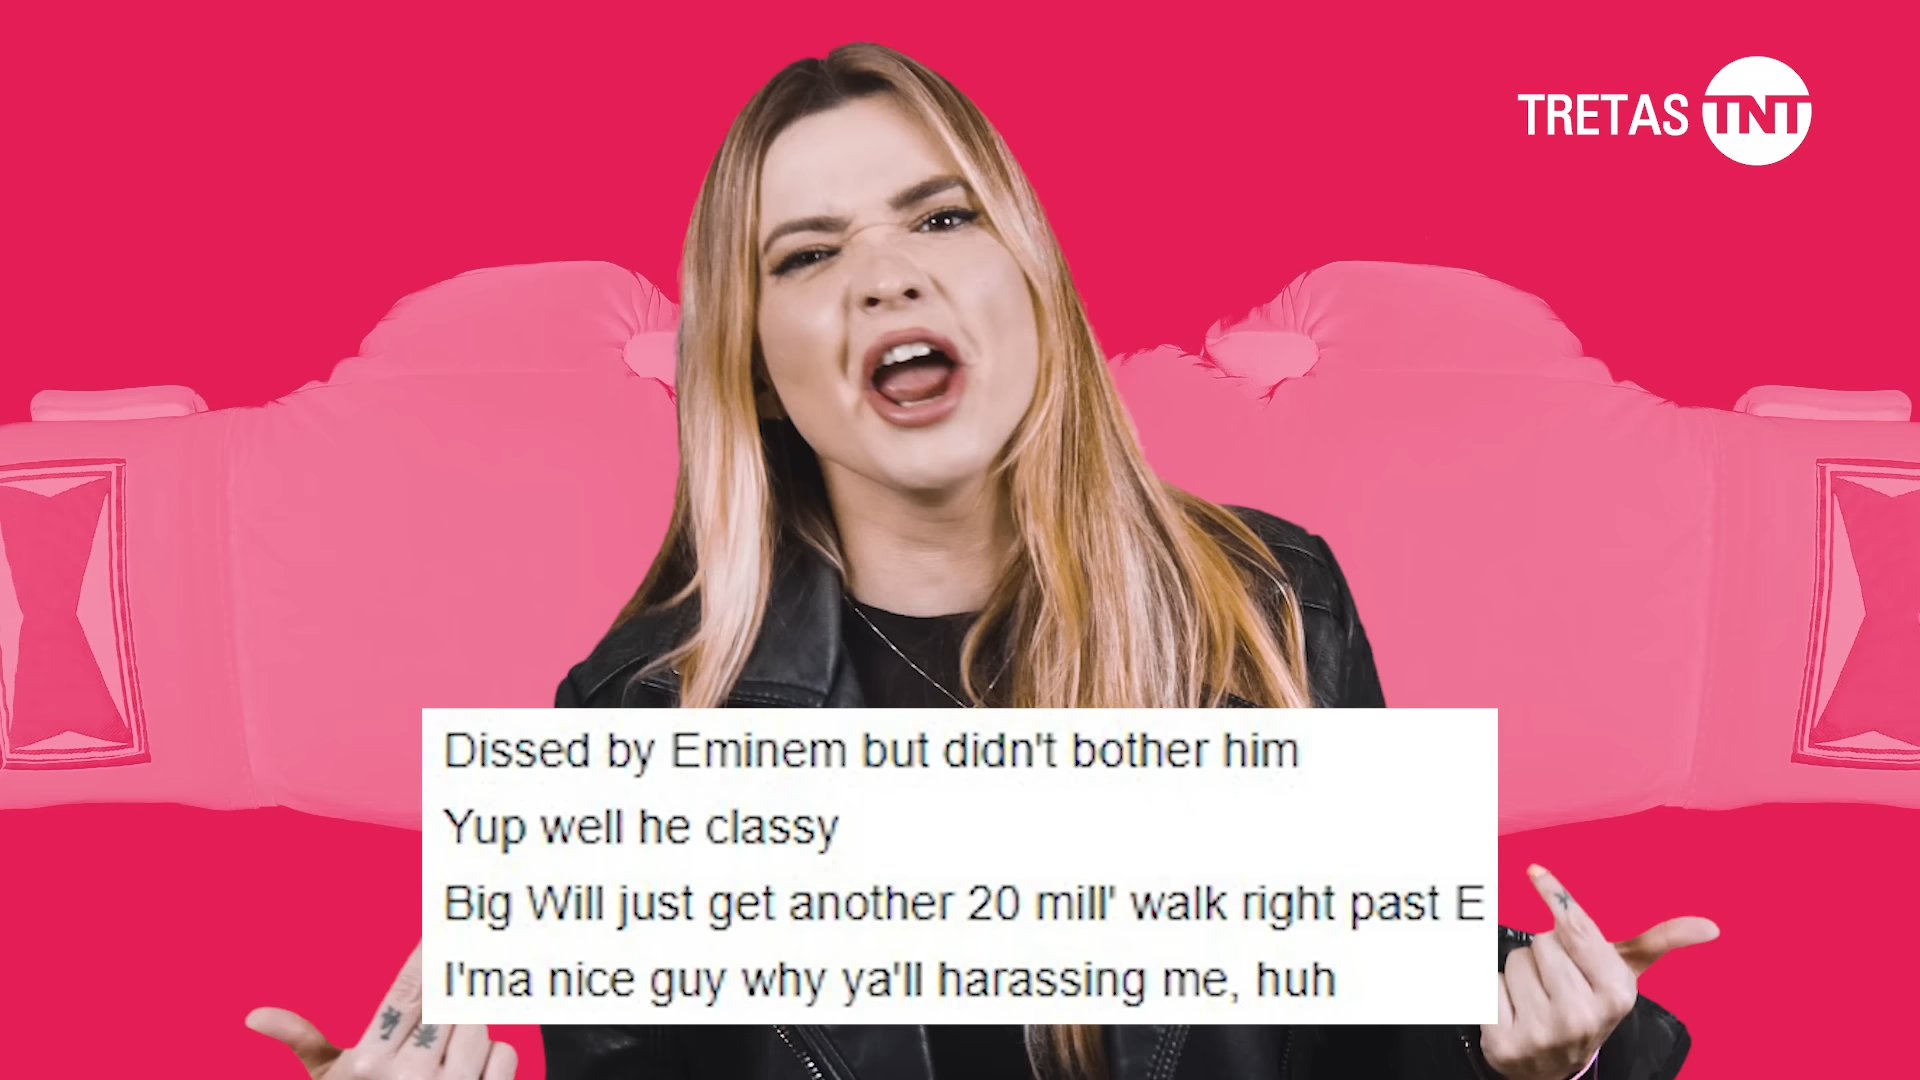 TRETAS TNT
Dissed by Eminem but didn't bother him
Yup well he classy
Big Will just get another 20 mill' walk right past E
I'ma nice guy why ya'll harassing me, huh